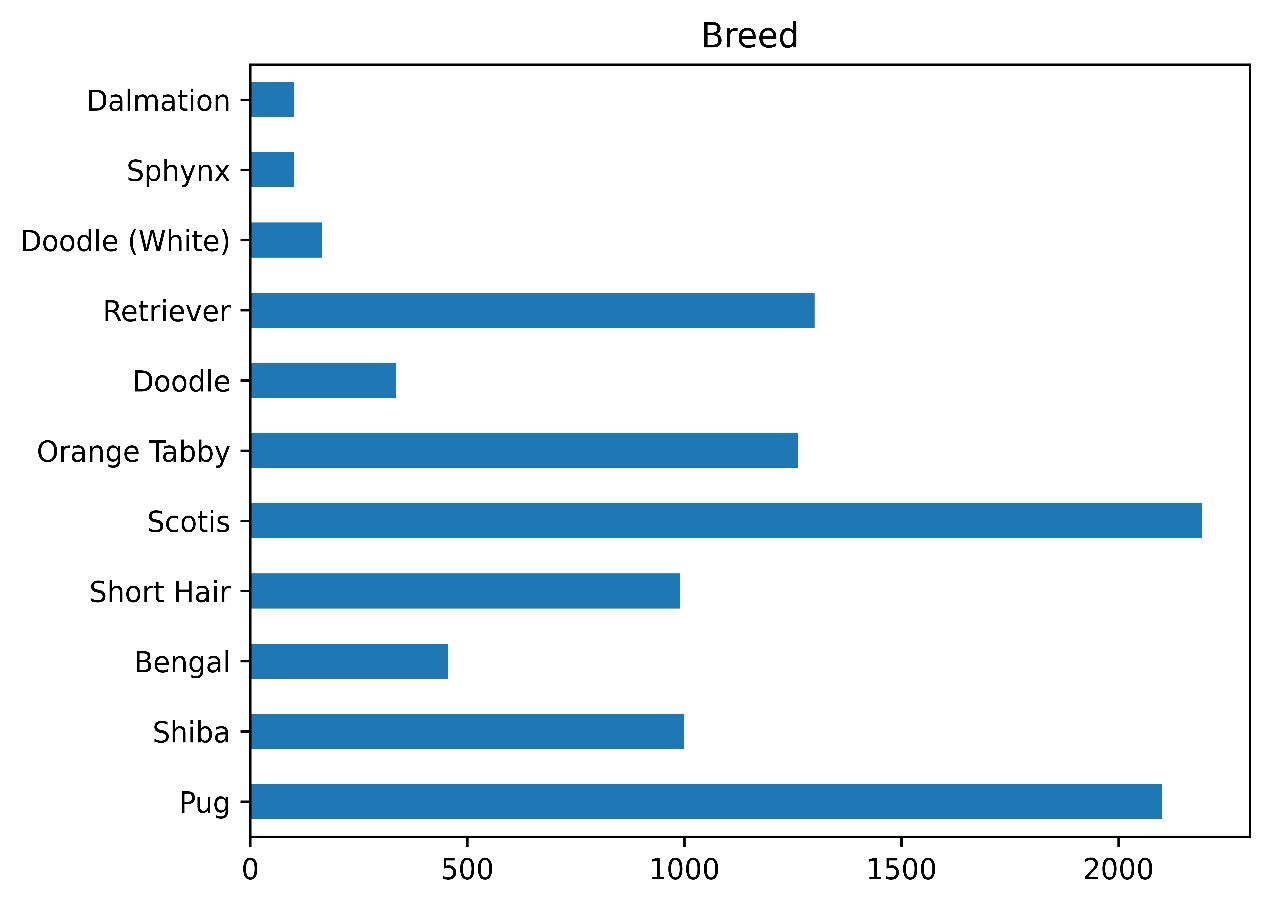 Breed
Dalmation
Sphynx
Doodle (White)
Retriever
Doodle
Orange Tabby
Scotis
Short Hair
Bengal
Shiba
Pug
0 500 1000 1500 2000